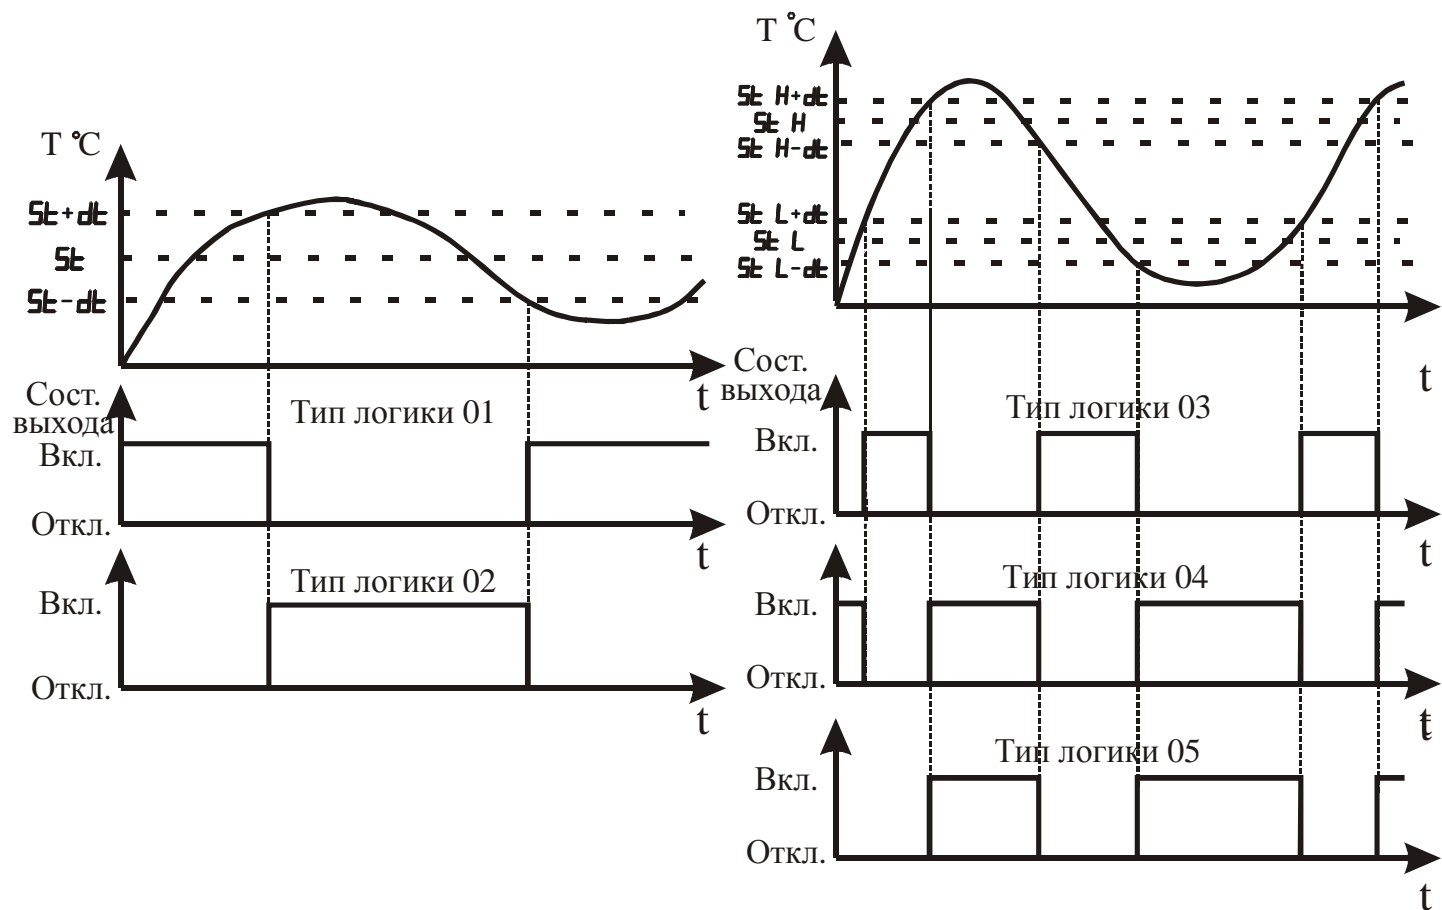 T °C
St+dt
St
St-dt
t
Сост.
выхода
Тип логики 01
Вкл.
Откл.
t
Тип логики 02
Вкл.
Откл.
t
T °C
St H+dt
St H
St H-dt
St L+dt
St L
St L-dt
t
Сост.
выхода
Тип логики 03
Вкл.
Откл.
t
Тип логики 04
Вкл.
Откл.
t
Тип логики 05
Вкл.
Откл.
t